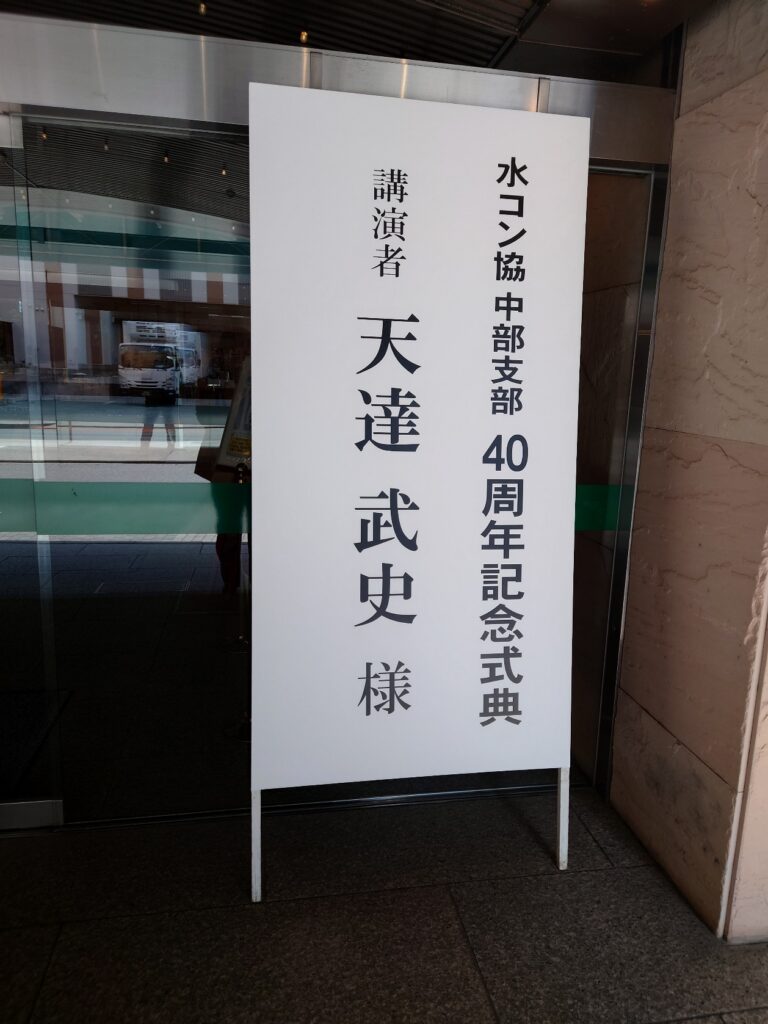 水コン協 中部支部 40周年記念式典
講演者 天達 武史 様